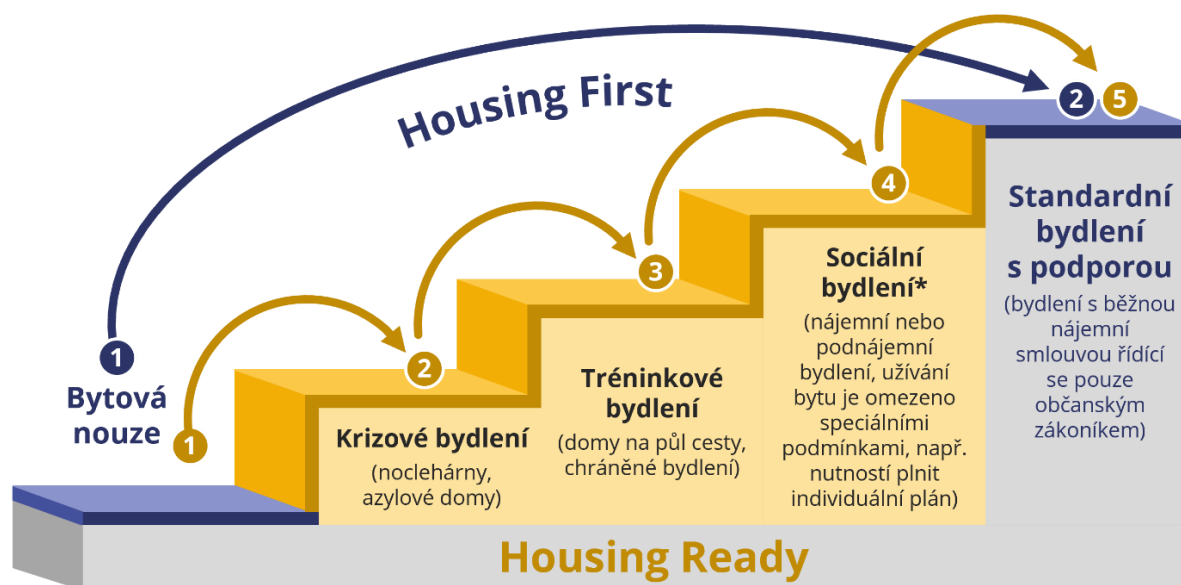 Housing First
1
Bytová
nouze
1
2
Krizové bydlení
(noclehárny,
azylové domy)
3
Tréninkové
bydlení
(domy na půl cesty,
chráněné bydlení)
4
Sociální
bydlení*
(nájemní nebo
podnájemní
bydlení, užívání
bytu je omezeno
speciálními
podmínkami, např.
nutností plnit
individuální plán)
2 5
Standardní
bydlení
s podporou
(bydlení s běžnou
nájemní
smlouvou řídící
se pouze
občanským
zákoníkem)
Housing Ready